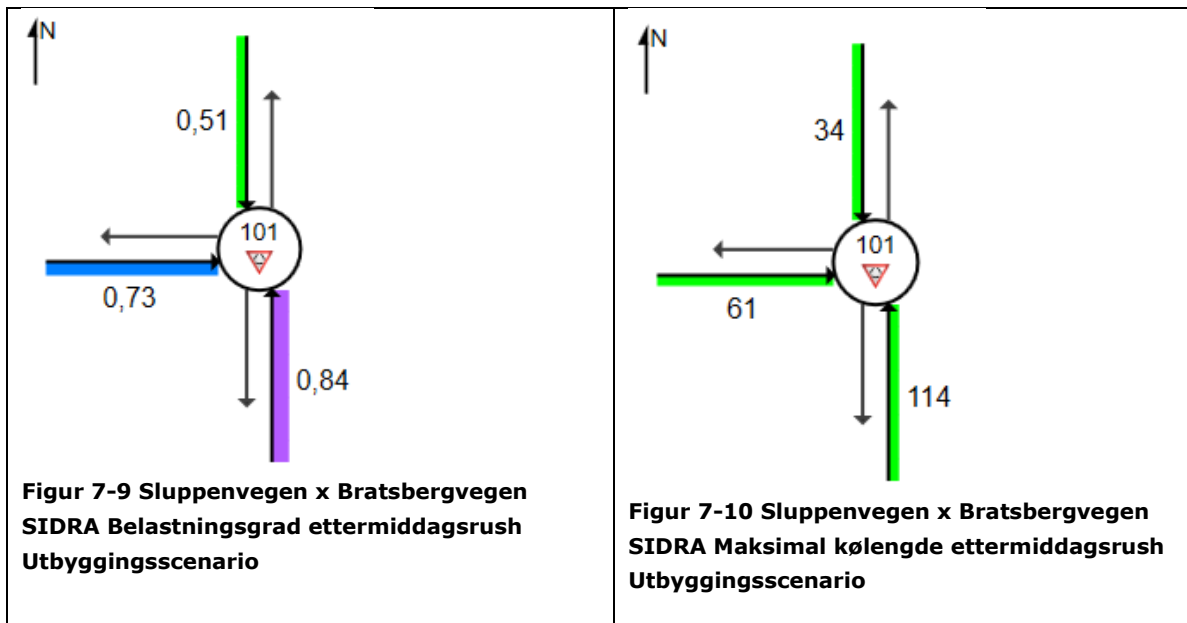 N
0,51
101
0,73
0,84
Figur 7-9 Sluppenvegen x Bratsbergvegen
SIDRA Belastningsgrad ettermiddagsrush
Utbyggingsscenario
N
34
101
61
114
Figur 7-10 Sluppenvegen x Bratsbergvegen
SIDRA Maksimal kølengde ettermiddagsrush
Utbyggingsscenario